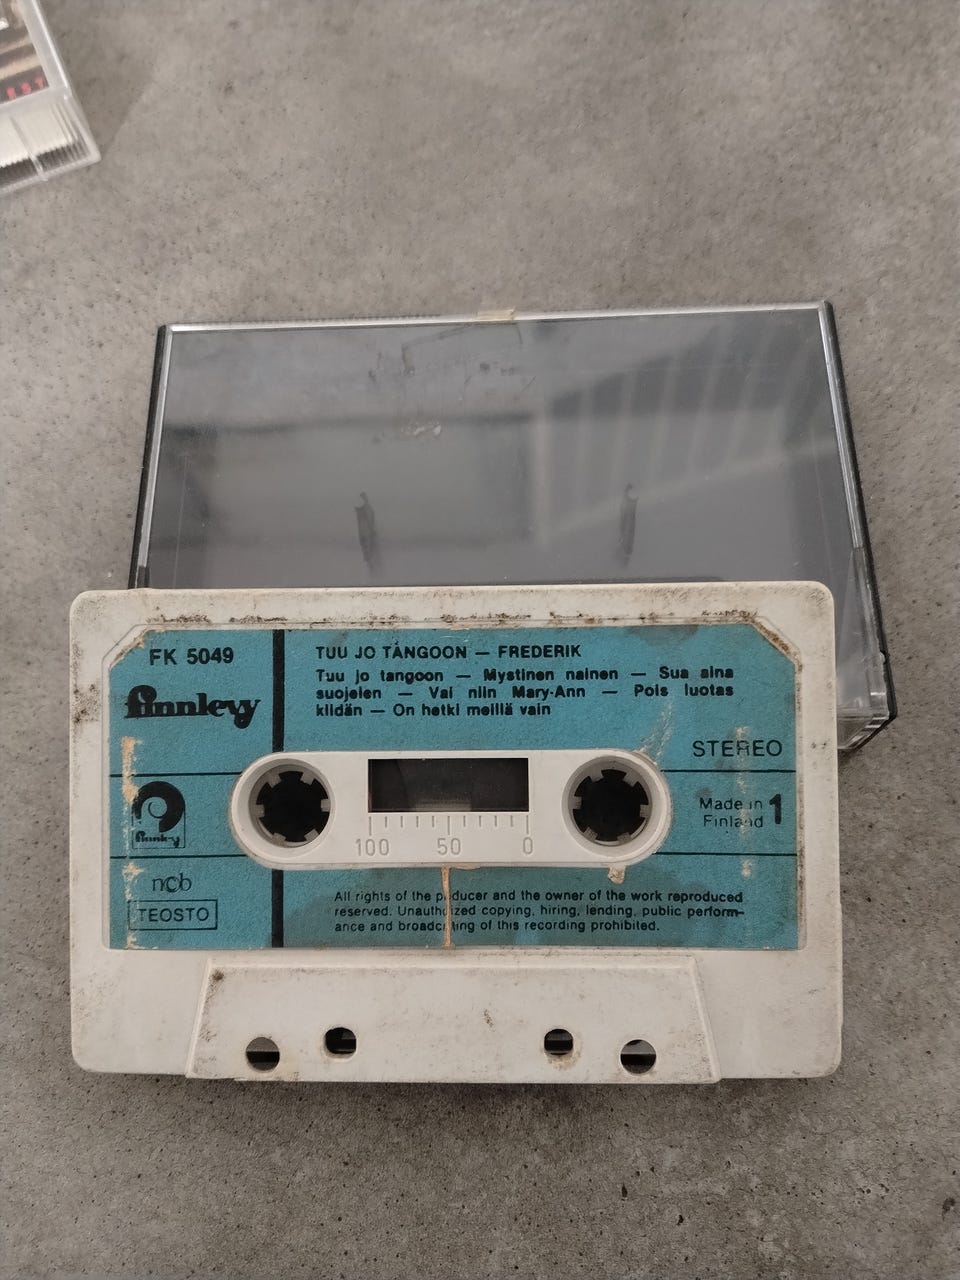 FK 5049
finnlevy
TUU JO TANGOON — FREDERIK
Tuu jo tangoon — Mystinen nainen — Sua aina
suojelen — Vai niin Mary-Ann — Pois luotas
kiidän — On hetki meillä vain
STEREO
finnlevy
Made in
Finland
1
100 50 0
ncb
TEOSTO
All rights of the producer and the owner of the work reproduced
reserved. Unauthorized copying, hiring, lending, public perform-
ance and broadcasting of this recording prohibited.